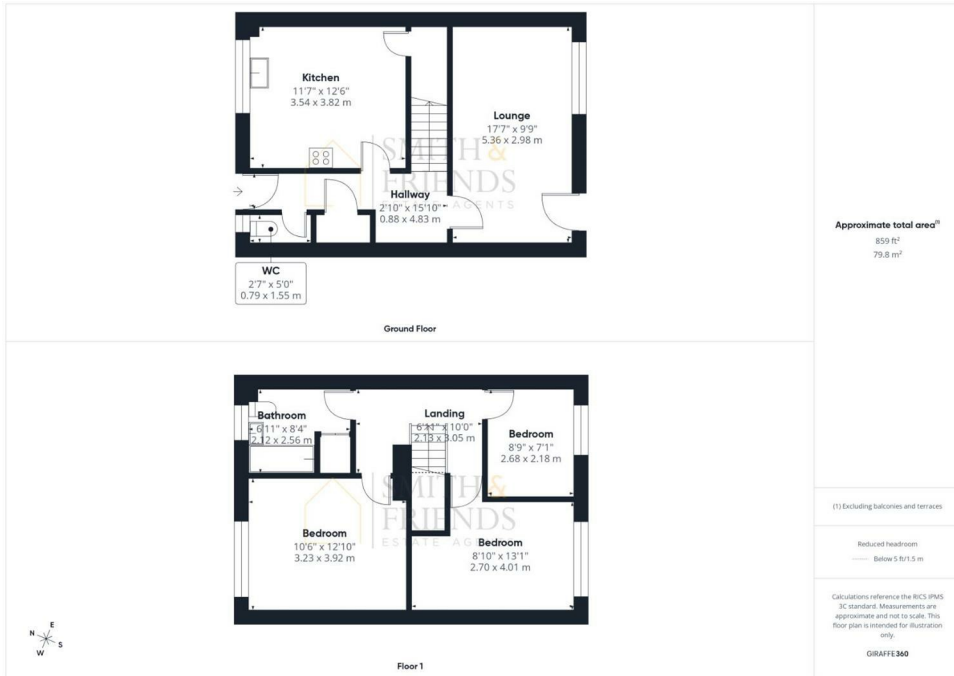 Kitchen
11'7" x 12'6"
3.54 x 3.82 m
Lounge
17'7" x 9'9"
5.36 x 2.98 m
SMITH &
FRIENDS
ESTATE AGENTS
Hallway
2'10" x 15'10"
0.88 x 4.83 m
WC
2'7" x 5'0"
0.79 x 1.55 m
Ground Floor
Approximate total area(1)
859 ft²
79.8 m²
Bathroom
6'11" x 8'4"
2.12 x 2.56 m
Landing
6'11" x 10'0"
2.13 x 3.05 m
Bedroom
8'9" x 7'1"
2.68 x 2.18 m
SMITH &
FRIENDS
ESTATE AGENTS
Bedroom
10'6" x 12'10"
3.23 x 3.92 m
Bedroom
8'10" x 13'1"
2.70 x 4.01 m
N E S W
Floor 1
(1) Excluding balconies and terraces
Reduced headroom
Below 5 ft/1.5 m
Calculations reference the RICS IPMS
3C standard. Measurements are
approximate and not to scale. This
floor plan is intended for illustration
only.
GIRAFFE360